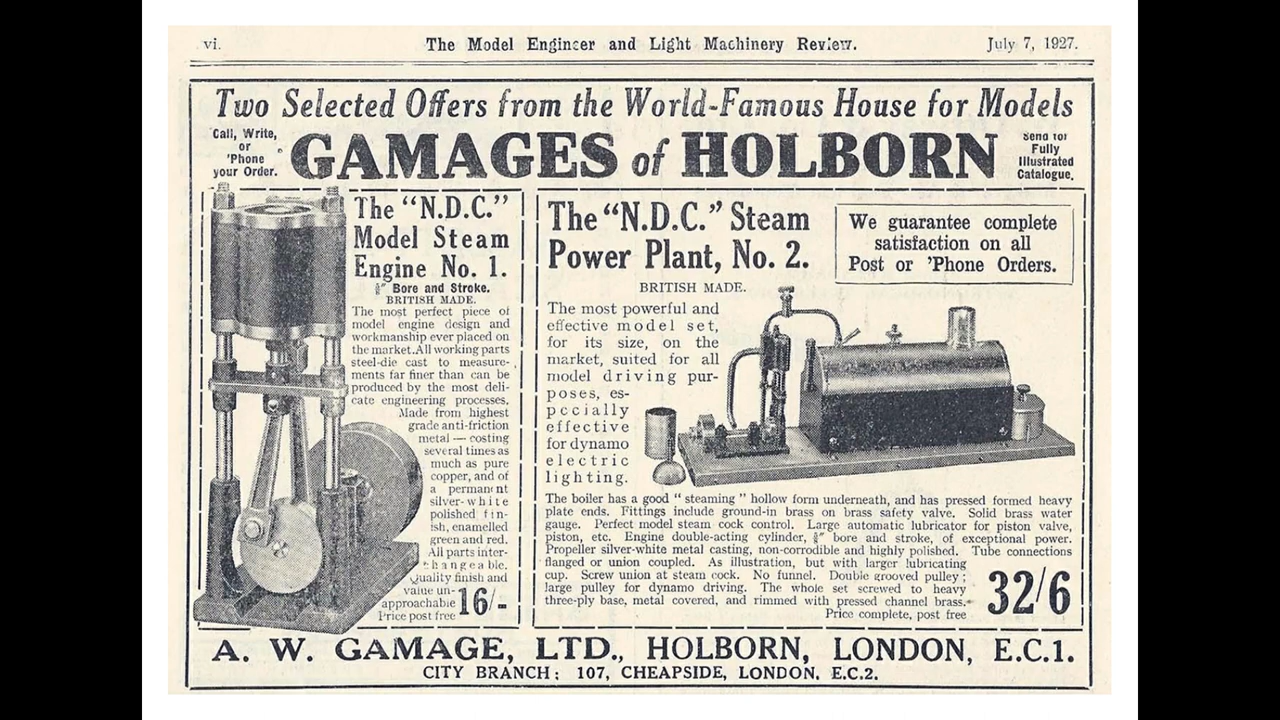 vi.
The Model Engineer and Light Machinery Review.
July 7, 1927.
Two Selected Offers from the World-Famous House for Models
Call, Write,
or
'Phone
your Order.
GAMAGES of HOLBORN
Send for
Fully
Illustrated
Catalogue.
The "N.D.C."
Model Steam
Engine No. 1.
Bore and Stroke.
BRITISH MADE.
The most perfect piece of
model engine design and
workmanship ever placed on
the market. All working parts
steel-die cast to measure-
ments far finer than can be
produced by the most deli-
cate engineering processes.
Made from highest
grade anti-friction
metal — costing
several times as
much as pure
copper, and of
a permanent
silver-white
polished fin-
ish, enamelled
green and red.
All parts inter-
changeable.
Quality finish and
value un-
approachable
Price post free
16/-
The "N.D.C." Steam
Power Plant, No. 2.
BRITISH MADE.
We guarantee complete
satisfaction on all
Post or 'Phone Orders.
The most powerful and
effective model set,
for its size, on the
market, suited for all
model driving pur-
poses, es-
pecially
effective
for dynamo
electric
lighting.
The boiler has a good "steaming" hollow form underneath, and has pressed formed heavy
plate ends. Fittings include ground-in brass on brass safety valve. Solid brass water
gauge. Perfect model steam cock control. Large automatic lubricator for piston valve,
piston, etc. Engine double-acting cylinder, bore and stroke, of exceptional power.
Propeller silver-white metal casting, non-corrodible and highly polished. Tube connections
flanged or union coupled. As illustration, but with larger lubricating
cup. Screw union at steam cock. No funnel. Double grooved pulley;
large pulley for dynamo driving. The whole set screwed to heavy
three-ply base, metal covered, and rimmed with pressed channel brass.
Price complete, post free
32/6
A. W. GAMAGE, LTD., HOLBORN, LONDON, E.C.1.
CITY BRANCH: 107, CHEAPSIDE, LONDON. E.C.2.